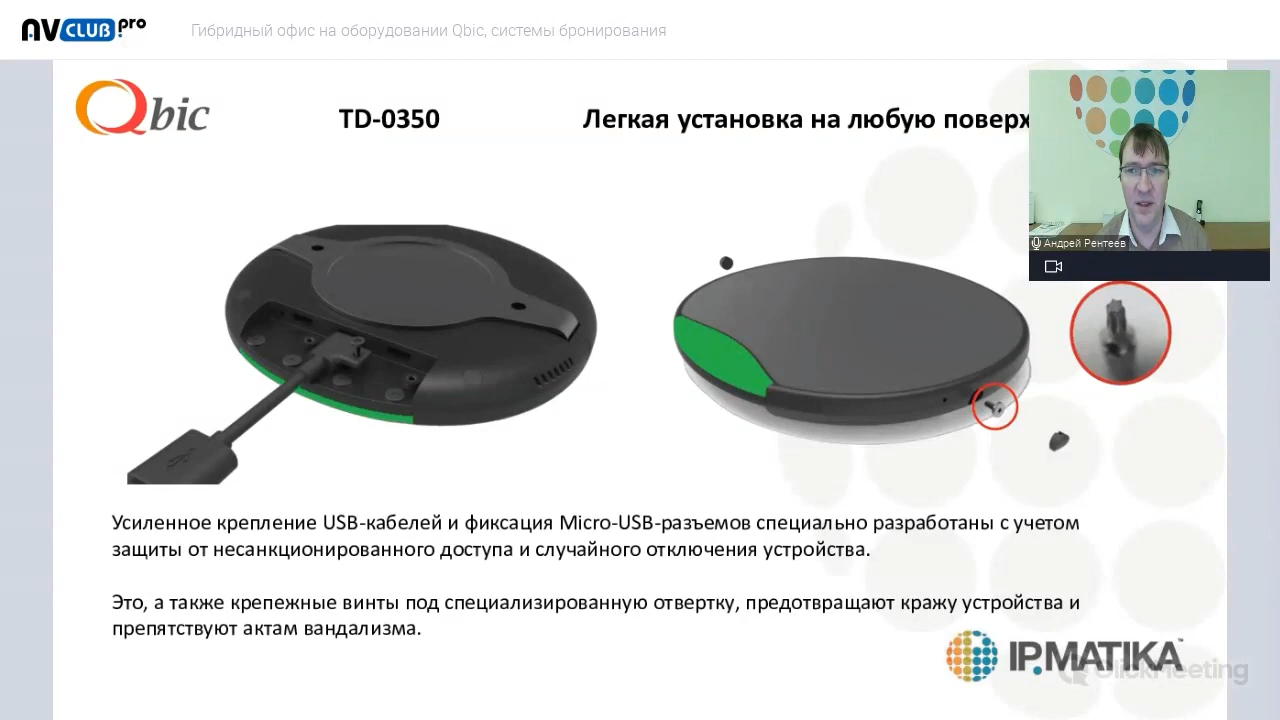 AVCLUB.pro
Гибридный офис на оборудовании Qbic, системы бронирования
Qbic
TD-0350
Легкая установка на любую поверх
Андрей Рентеев
Усиленное крепление USB-кабелей и фиксация Micro-USB-разъемов специально разработаны с учетом
защиты от несанкционированного доступа и случайного отключения устройства.
Это, а также крепежные винты под специализированную отвертку, предотвращают кражу устройства и
препятствуют актам вандализма.
IPMATIKA™
ClickMeeting